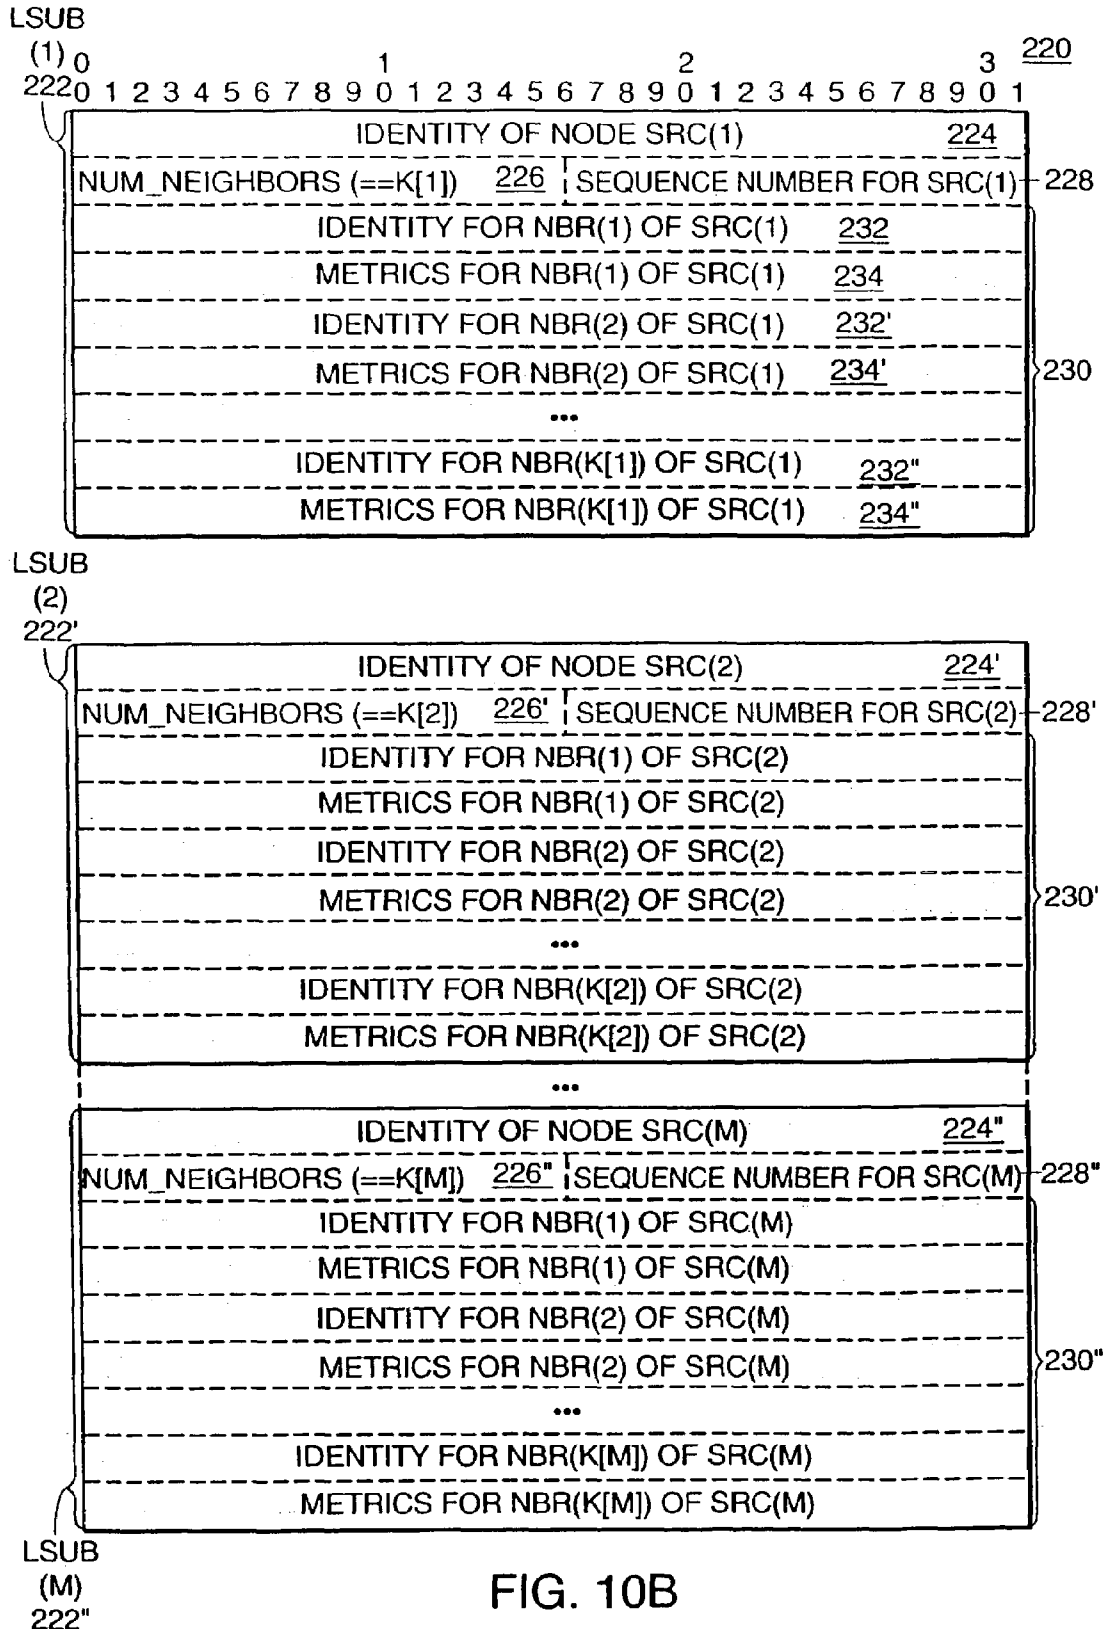 LSUB
(1) 0 1 2 3 220
222 0 1 2 3 4 5 6 7 8 9 0 1 2 3 4 5 6 7 8 9 0 1 2 3 4 5 6 7 8 9 0 1
IDENTITY OF NODE SRC(1) 224
NUM_NEIGHBORS (==K[1]) 226 SEQUENCE NUMBER FOR SRC(1) 228
IDENTITY FOR NBR(1) OF SRC(1) 232
METRICS FOR NBR(1) OF SRC(1) 234
IDENTITY FOR NBR(2) OF SRC(1) 232'
METRICS FOR NBR(2) OF SRC(1) 234' 230
•••
IDENTITY FOR NBR(K[1]) OF SRC(1) 232"
METRICS FOR NBR(K[1]) OF SRC(1) 234"
LSUB
(2)
222'
IDENTITY OF NODE SRC(2) 224'
NUM_NEIGHBORS (==K[2]) 226' SEQUENCE NUMBER FOR SRC(2) 228'
IDENTITY FOR NBR(1) OF SRC(2)
METRICS FOR NBR(1) OF SRC(2)
IDENTITY FOR NBR(2) OF SRC(2)
METRICS FOR NBR(2) OF SRC(2) 230'
•••
IDENTITY FOR NBR(K[2]) OF SRC(2)
METRICS FOR NBR(K[2]) OF SRC(2)
•••
IDENTITY OF NODE SRC(M) 224"
NUM_NEIGHBORS (==K[M]) 226" SEQUENCE NUMBER FOR SRC(M) 228"
IDENTITY FOR NBR(1) OF SRC(M)
METRICS FOR NBR(1) OF SRC(M)
IDENTITY FOR NBR(2) OF SRC(M)
METRICS FOR NBR(2) OF SRC(M) 230"
•••
IDENTITY FOR NBR(K[M]) OF SRC(M)
METRICS FOR NBR(K[M]) OF SRC(M)
LSUB
(M)
222"
FIG. 10B